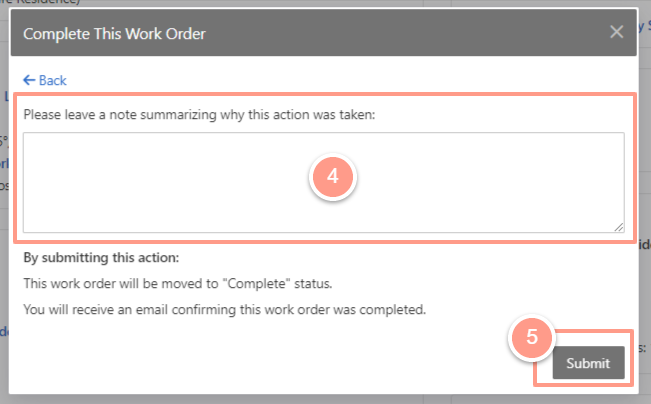 re Residence)
Complete This Work Order
← Back
Please leave a note summarizing why this action was taken:
4
By submitting this action:
This work order will be moved to "Complete" status.
You will receive an email confirming this work order was completed.
5
Submit